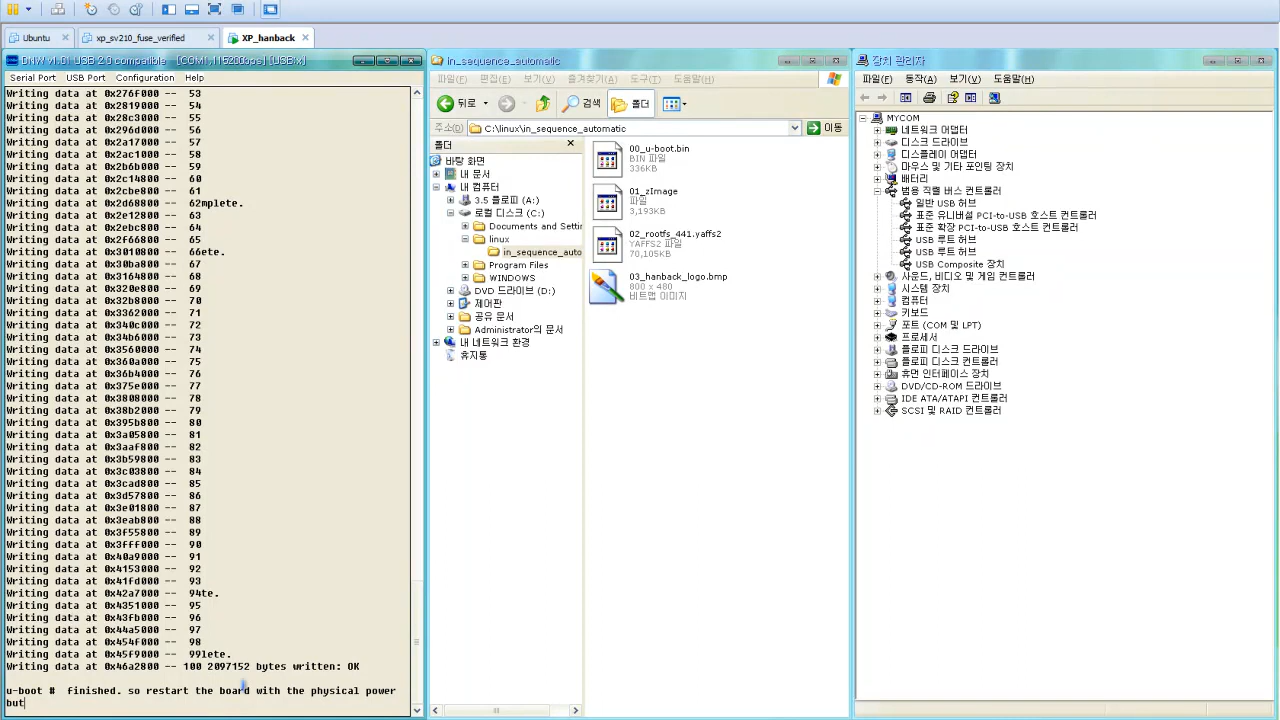 Ubuntu
xp_sv210_fuse_verified
XP_hanback
DNW v1.01 USB 2.0 compatible [COM1,115200bps][USB:x]
Serial Port USB Port Configuration Help
Writing data at 0x276f000 -- 53
Writing data at 0x2819000 -- 54
Writing data at 0x28c3000 -- 55
Writing data at 0x296d000 -- 56
Writing data at 0x2a17000 -- 57
Writing data at 0x2ac1000 -- 58
Writing data at 0x2b6b000 -- 59
Writing data at 0x2c14800 -- 60
Writing data at 0x2cbe800 -- 61
Writing data at 0x2d68800 -- 62mplete.
Writing data at 0x2e12800 -- 63
Writing data at 0x2ebc800 -- 64
Writing data at 0x2f66800 -- 65
Writing data at 0x3010800 -- 66ete.
Writing data at 0x30ba800 -- 67
Writing data at 0x3164800 -- 68
Writing data at 0x320e800 -- 69
Writing data at 0x32b8000 -- 70
Writing data at 0x3362000 -- 71
Writing data at 0x340c000 -- 72
Writing data at 0x34b6000 -- 73
Writing data at 0x3560000 -- 74
Writing data at 0x360a000 -- 75
Writing data at 0x36b4000 -- 76
Writing data at 0x375e000 -- 77
Writing data at 0x3808000 -- 78
Writing data at 0x38b2000 -- 79
Writing data at 0x395b800 -- 80
Writing data at 0x3a05800 -- 81
Writing data at 0x3aaf800 -- 82
Writing data at 0x3b59800 -- 83
Writing data at 0x3c03800 -- 84
Writing data at 0x3cad800 -- 85
Writing data at 0x3d57800 -- 86
Writing data at 0x3e01800 -- 87
Writing data at 0x3eab800 -- 88
Writing data at 0x3f55800 -- 89
Writing data at 0x3fff000 -- 90
Writing data at 0x40a9000 -- 91
Writing data at 0x4153000 -- 92
Writing data at 0x41fd000 -- 93
Writing data at 0x42a7000 -- 94te.
Writing data at 0x4351000 -- 95
Writing data at 0x43fb000 -- 96
Writing data at 0x44a5000 -- 97
Writing data at 0x454f000 -- 98
Writing data at 0x45f9000 -- 99lete.
Writing data at 0x46a2800 -- 100 2097152 bytes written: OK
u-boot # finished. so restart the board with the physical power
but
in_sequence_automatic
파일(F) 편집(E) 보기(V) 즐겨찾기(A) 도구(T) 도움말(H)
뒤로 검색 폴더
주소(D) C:\linux\in_sequence_automatic 이동
폴더
바탕 화면
내 문서
내 컴퓨터
3.5 플로피 (A:)
로컬 디스크 (C:)
Documents and Settin
linux
in_sequence_auto
Program Files
WINDOWS
DVD 드라이브 (D:)
제어판
공유 문서
Administrator의 문서
내 네트워크 환경
휴지통
00_u-boot.bin
BIN 파일
336KB
01_zImage
파일
3,193KB
02_rootfs_441.yaffs2
YAFFS2 파일
70,105KB
03_hanback_logo.bmp
800 x 480
비트맵 이미지
장치 관리자
파일(F) 동작(A) 보기(V) 도움말(H)
MYCOM
네트워크 어댑터
디스크 드라이브
디스플레이 어댑터
마우스 및 기타 포인팅 장치
배터리
범용 직렬 버스 컨트롤러
일반 USB 허브
표준 유니버설 PCI-to-USB 호스트 컨트롤러
표준 확장 PCI-to-USB 호스트 컨트롤러
USB 루트 허브
USB 루트 허브
USB Composite 장치
사운드, 비디오 및 게임 컨트롤러
시스템 장치
컴퓨터
키보드
포트 (COM 및 LPT)
프로세서
플로피 디스크 드라이브
플로피 디스크 컨트롤러
휴먼 인터페이스 장치
DVD/CD-ROM 드라이브
IDE ATA/ATAPI 컨트롤러
SCSI 및 RAID 컨트롤러